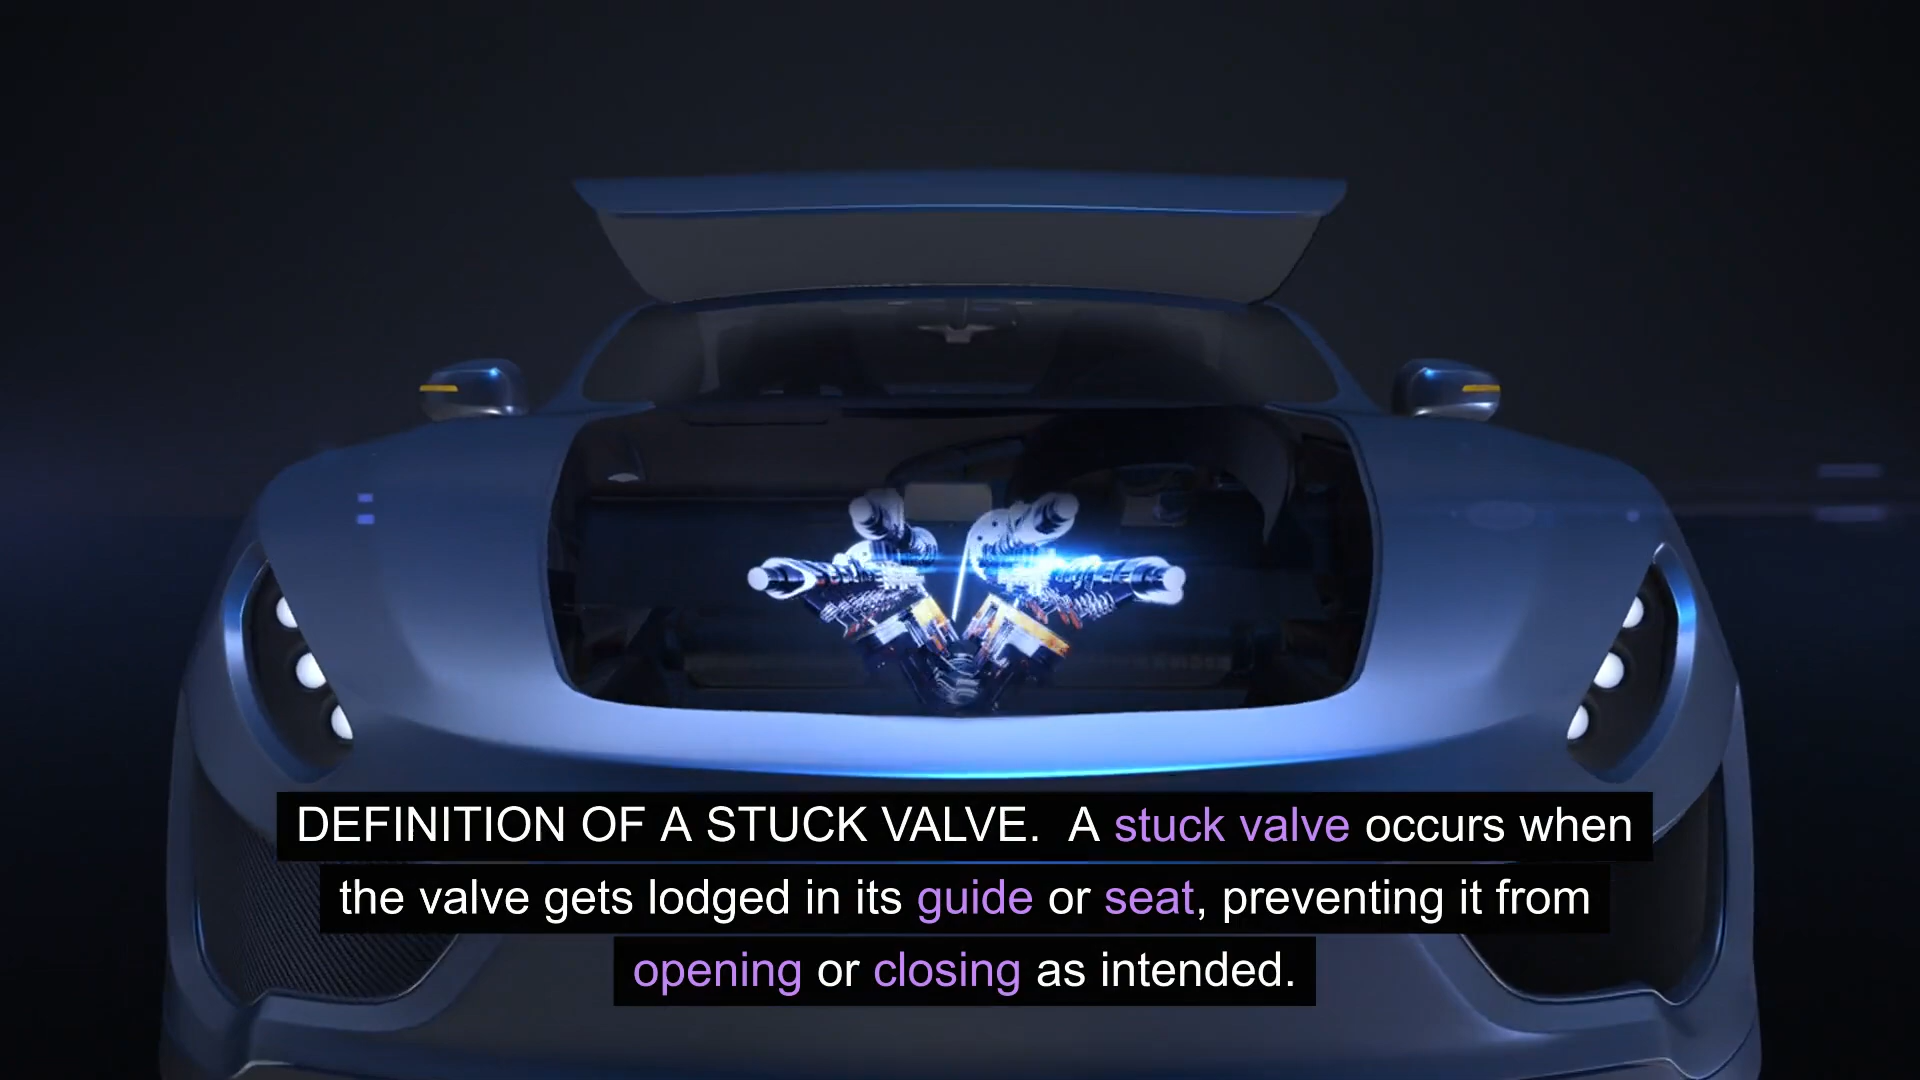 DEFINITION OF A STUCK VALVE.  A stuck valve occurs when
the valve gets lodged in its guide or seat, preventing it from
opening or closing as intended.